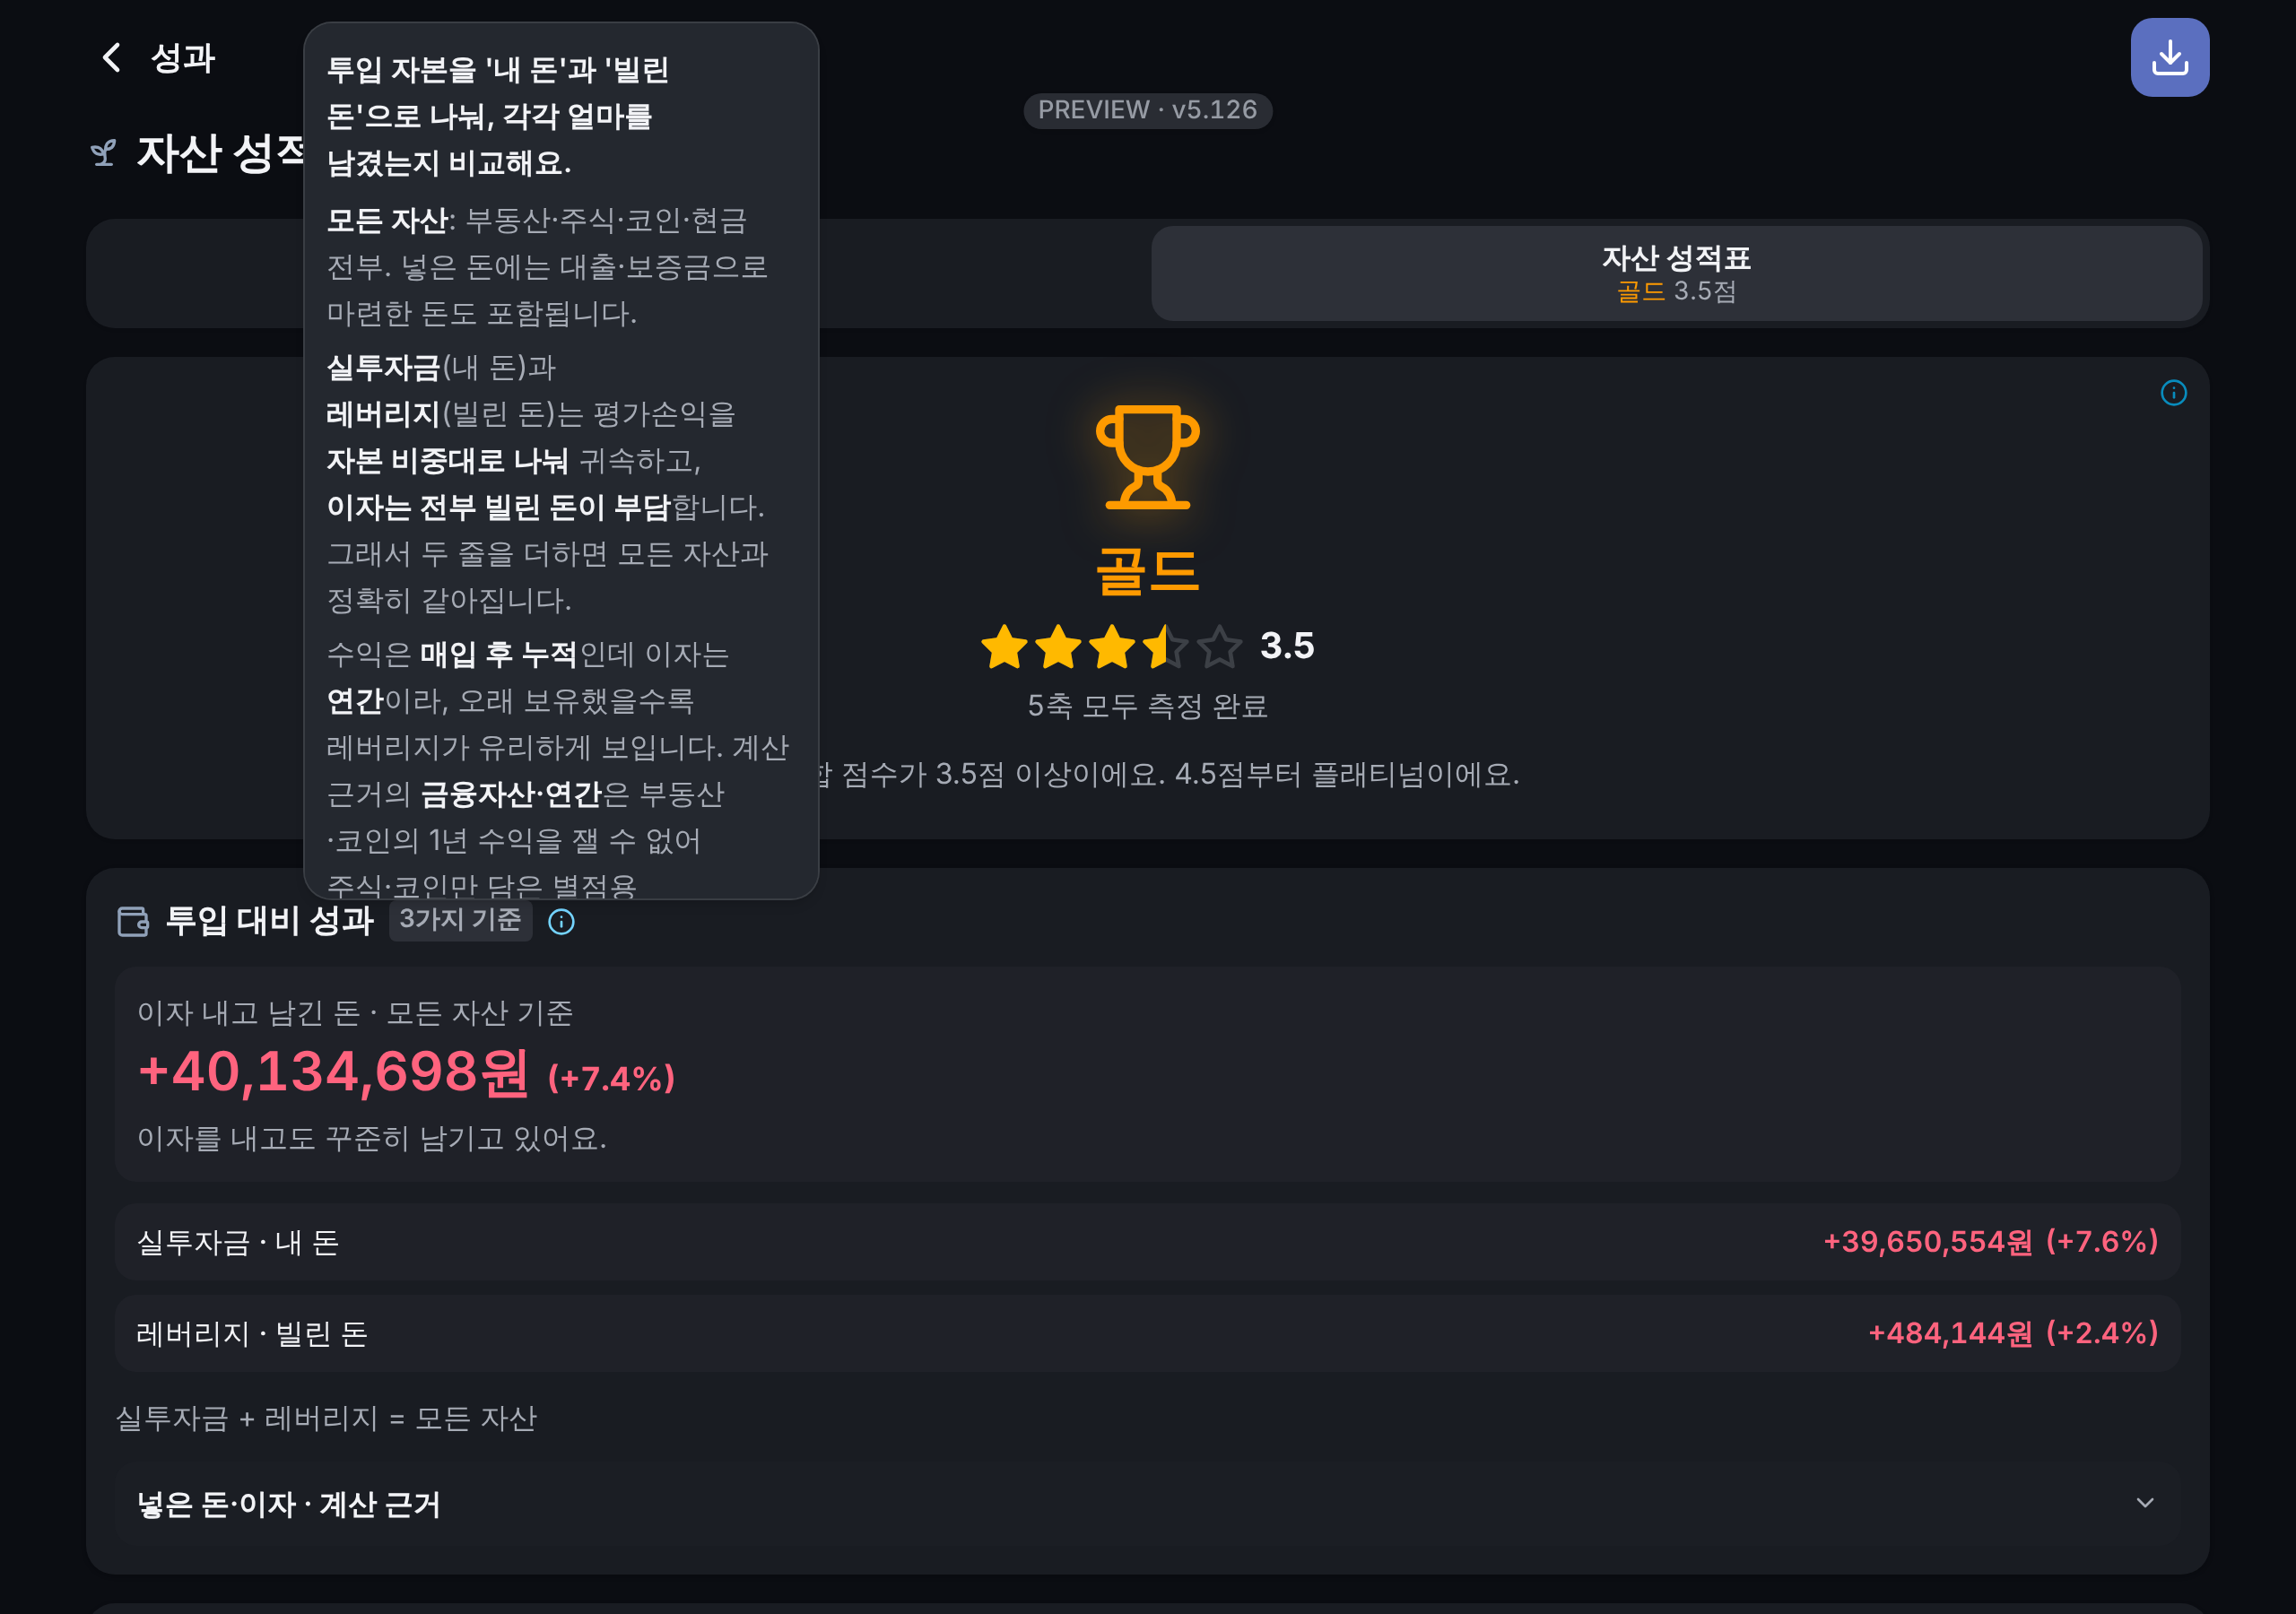 성과
PREVIEW · v5.126
자산 성적
투입 자본을 '내 돈'과 '빌린
돈'으로 나눠, 각각 얼마를
남겼는지 비교해요.
모든 자산: 부동산·주식·코인·현금
전부. 넣은 돈에는 대출·보증금으로
마련한 돈도 포함됩니다.
실투자금(내 돈)과
레버리지(빌린 돈)는 평가손익을
자본 비중대로 나눠 귀속하고,
이자는 전부 빌린 돈이 부담합니다.
그래서 두 줄을 더하면 모든 자산과
정확히 같아집니다.
수익은 매입 후 누적인데 이자는
연간이라, 오래 보유했을수록
레버리지가 유리하게 보입니다. 계산
근거의 금융자산·연간은 부동산
·코인의 1년 수익을 잴 수 없어
주식·코인만 담은 별점용
자산 성적표
골드 3.5점
골드
3.5
5축 모두 측정 완료
점수가 3.5점 이상이에요. 4.5점부터 플래티넘이에요.
투입 대비 성과 3가지 기준
이자 내고 남긴 돈 · 모든 자산 기준
+40,134,698원 (+7.4%)
이자를 내고도 꾸준히 남기고 있어요.
실투자금 · 내 돈 +39,650,554원 (+7.6%)
레버리지 · 빌린 돈 +484,144원 (+2.4%)
실투자금 + 레버리지 = 모든 자산
넣은 돈·이자 · 계산 근거